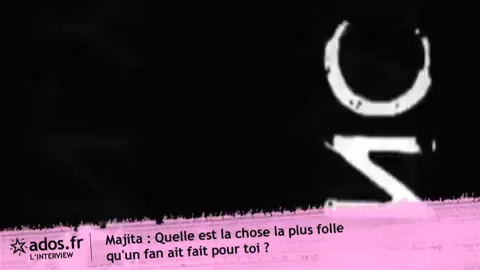 ados.fr
L'INTERVIEW
Majita : Quelle est la chose la plus folle
qu'un fan ait fait pour toi ?